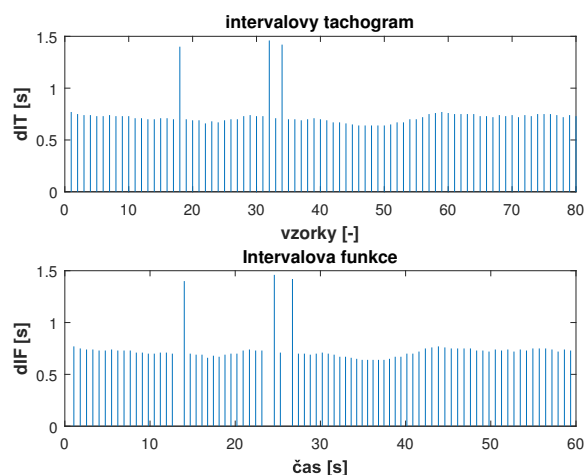 intervalovy tachogram
1.5
1
0.5
0
dIT [s]
0 10 20 30 40 50 60 70 80
vzorky [-]
Intervalova funkce
1.5
1
0.5
0
dIF [s]
0 10 20 30 40 50 60
čas [s]